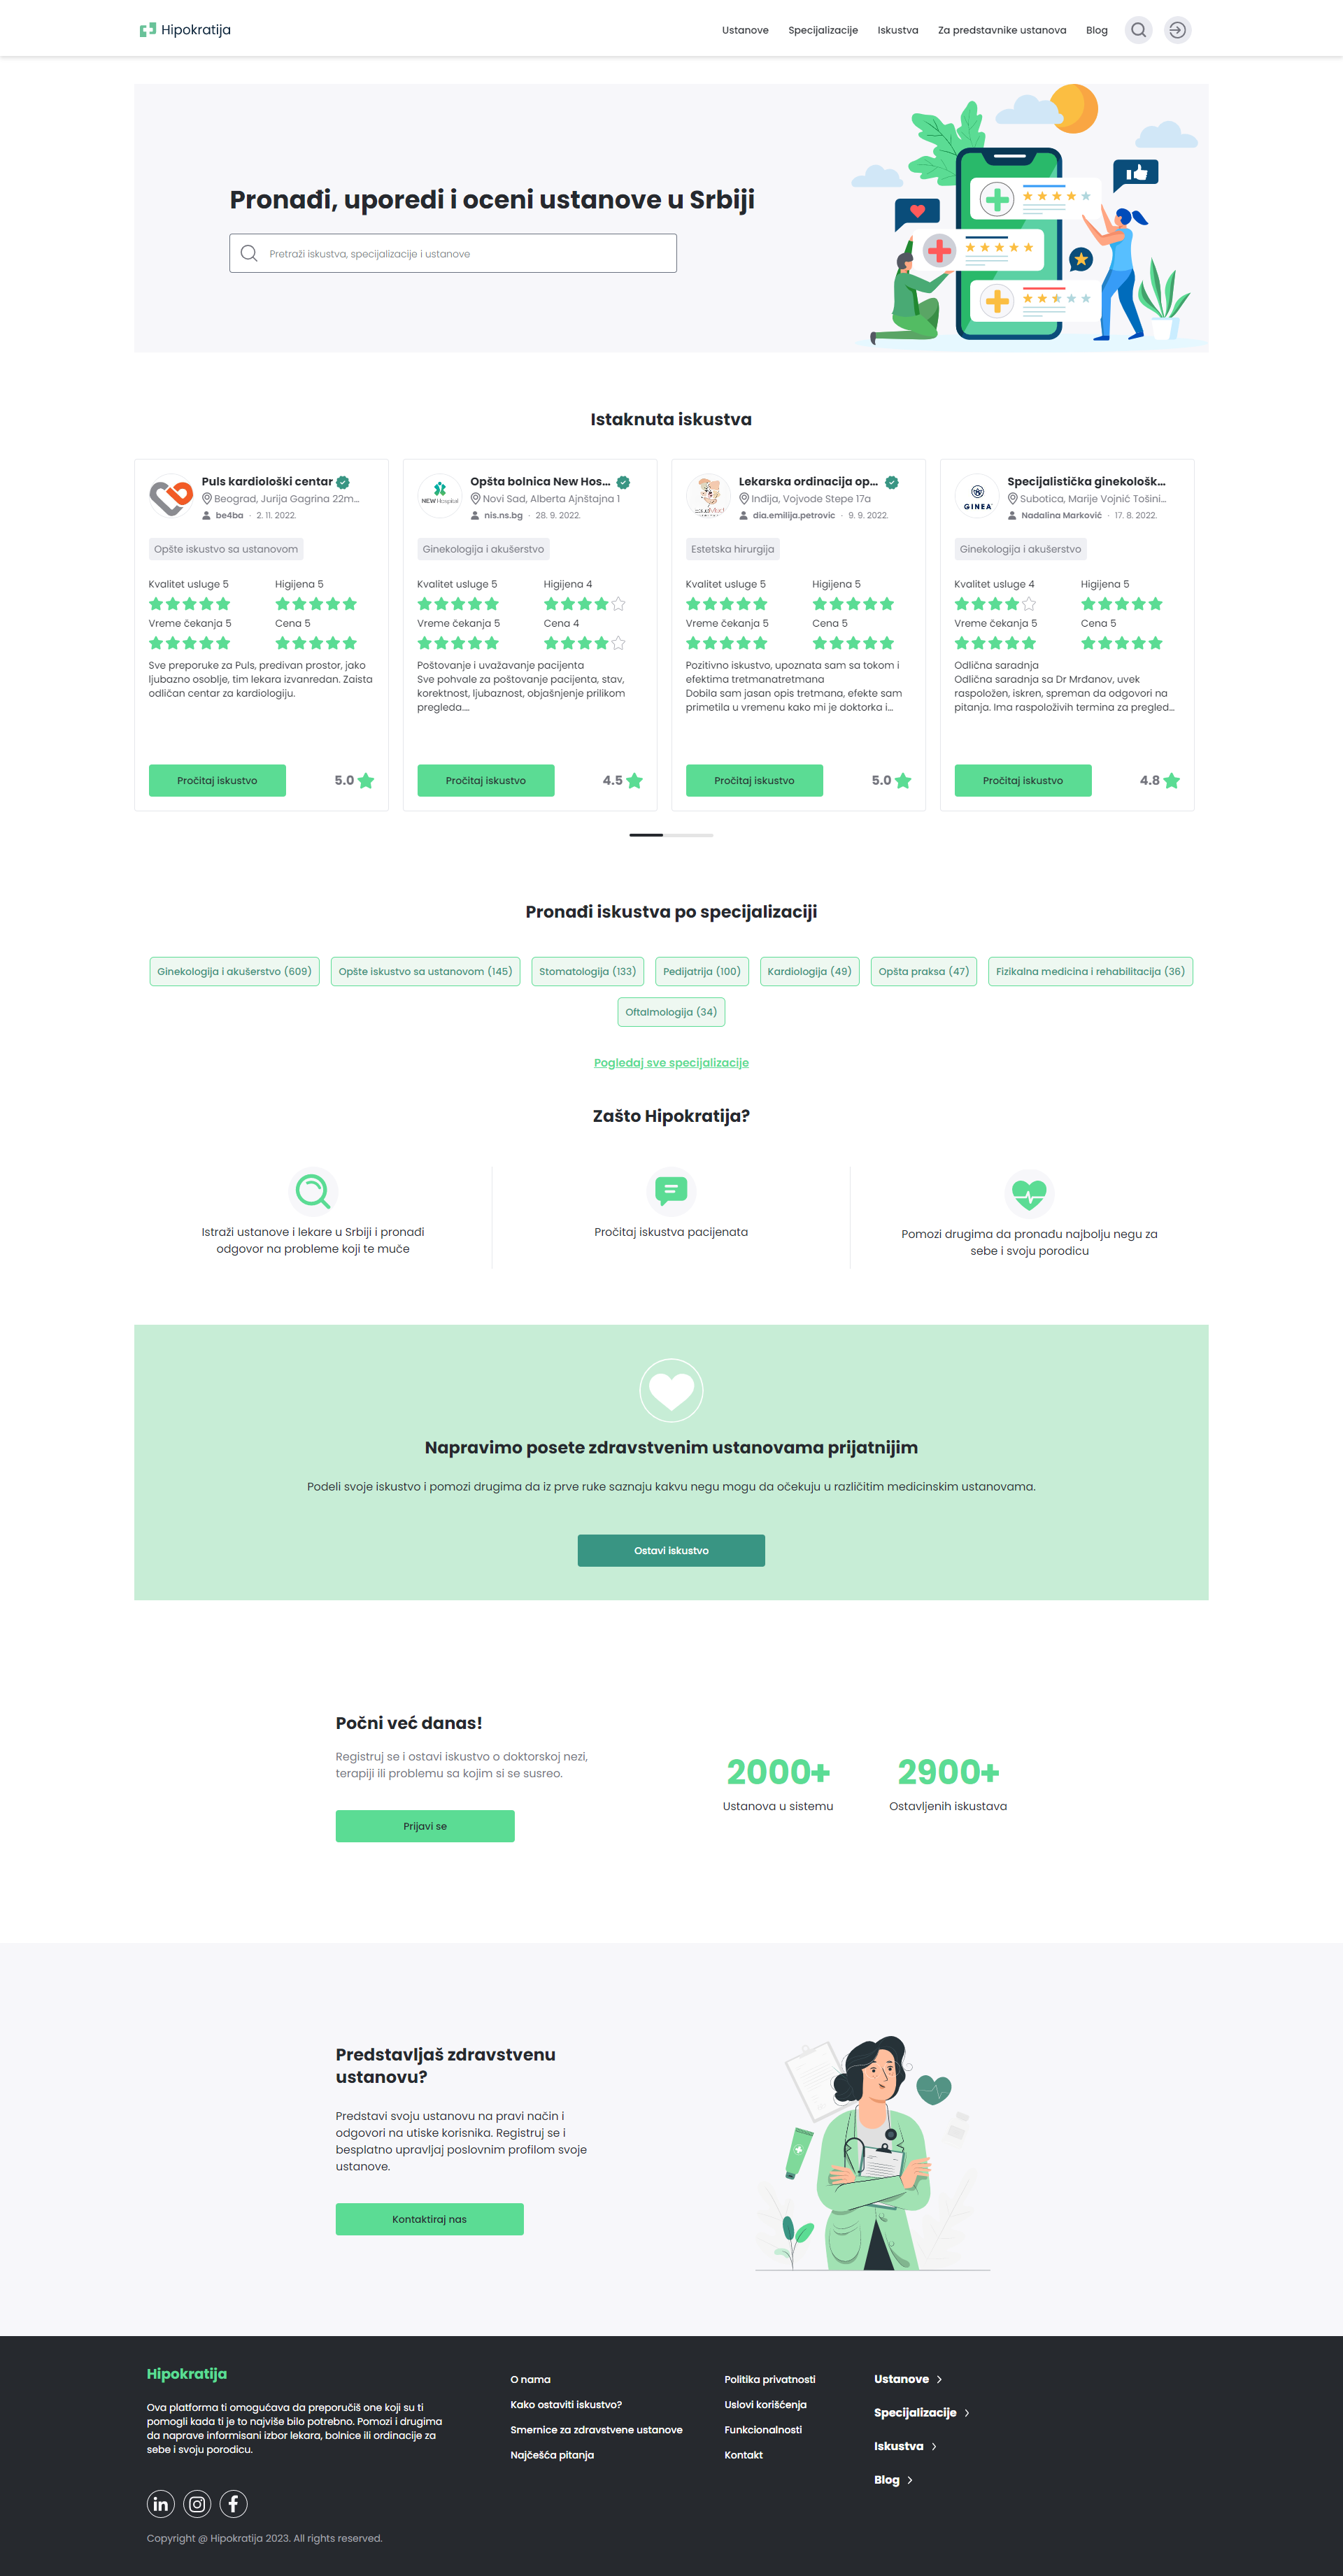 Hipokratija
Ustanove
Specijalizacije
Iskustva
Za predstavnike ustanova
Blog
Pronađi, uporedi i oceni ustanove u Srbiji
Pretraži iskustva, specijalizacije i ustanove
Istaknuta iskustva
Puls kardiološki centar
Beograd, Jurija Gagrina 22m...
be4ba · 2. 11. 2022.
Opšte iskustvo sa ustanovom
Kvalitet usluge 5
Higijena 5
Vreme čekanja 5
Cena 5
Sve preporuke za Puls, predivan prostor, jako
ljubazno osoblje, tim lekara izvanredan. Zaista
odličan centar za kardiologiju.
Pročitaj iskustvo
5.0
NEW Hospital
Opšta bolnica New Hos...
Novi Sad, Alberta Ajnštajna 1
nis.ns.bg · 28. 9. 2022.
Ginekologija i akušerstvo
Kvalitet usluge 5
Higijena 4
Vreme čekanja 5
Cena 4
Poštovanje i uvažavanje pacijenta
Sve pohvale za poštovanje pacijenta, stav,
korektnost, ljubaznost, objašnjenje prilikom
pregleda....
Pročitaj iskustvo
4.5
Lekarska ordinacija op...
Inđija, Vojvode Stepe 17a
dia.emilija.petrovic · 9. 9. 2022.
Estetska hirurgija
Kvalitet usluge 5
Higijena 5
Vreme čekanja 5
Cena 5
Pozitivno iskustvo, upoznata sam sa tokom i
efektima tretmanatretmana
Dobila sam jasan opis tretmana, efekte sam
primetila u vremenu kako mi je doktorka i...
Pročitaj iskustvo
5.0
GINEA
Specijalistička ginekološk...
Subotica, Marije Vojnić Tošini...
Nadalina Marković · 17. 8. 2022.
Ginekologija i akušerstvo
Kvalitet usluge 4
Higijena 5
Vreme čekanja 5
Cena 5
Odlična saradnja
Odlična saradnja sa Dr Mrđanov, uvek
raspoložen, iskren, spreman da odgovori na
pitanja. Ima raspoloživih termina za pregled...
Pročitaj iskustvo
4.8
Pronađi iskustva po specijalizaciji
Ginekologija i akušerstvo (609)
Opšte iskustvo sa ustanovom (145)
Stomatologija (133)
Pedijatrija (100)
Kardiologija (49)
Opšta praksa (47)
Fizikalna medicina i rehabilitacija (36)
Oftalmologija (34)
Pogledaj sve specijalizacije
Zašto Hipokratija?
Istraži ustanove i lekare u Srbiji i pronađi
odgovor na probleme koji te muče
Pročitaj iskustva pacijenata
Pomozi drugima da pronađu najbolju negu za
sebe i svoju porodicu
Napravimo posete zdravstvenim ustanovama prijatnijim
Podeli svoje iskustvo i pomozi drugima da iz prve ruke saznaju kakvu negu mogu da očekuju u različitim medicinskim ustanovama.
Ostavi iskustvo
Počni već danas!
Registruj se i ostavi iskustvo o doktorskoj nezi,
terapiji ili problemu sa kojim si se susreo.
Prijavi se
2000+
Ustanova u sistemu
2900+
Ostavljenih iskustava
Predstavljaš zdravstvenu
ustanovu?
Predstavi svoju ustanovu na pravi način i
odgovori na utiske korisnika. Registruj se i
besplatno upravljaj poslovnim profilom svoje
ustanove.
Kontaktiraj nas
Hipokratija
Ova platforma ti omogućava da preporučiš one koji su ti
pomogli kada ti je to najviše bilo potrebno. Pomozi i drugima
da naprave informisani izbor lekara, bolnice ili ordinacije za
sebe i svoju porodicu.
Copyright @ Hipokratija 2023. All rights reserved.
O nama
Kako ostaviti iskustvo?
Smernice za zdravstvene ustanove
Najčešća pitanja
Politika privatnosti
Uslovi korišćenja
Funkcionalnosti
Kontakt
Ustanove
Specijalizacije
Iskustva
Blog